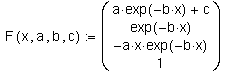 F(x,a,b,c) := ( a·exp(-b·x) + c
exp(-b·x)
-a·x·exp(-b·x)
1 )